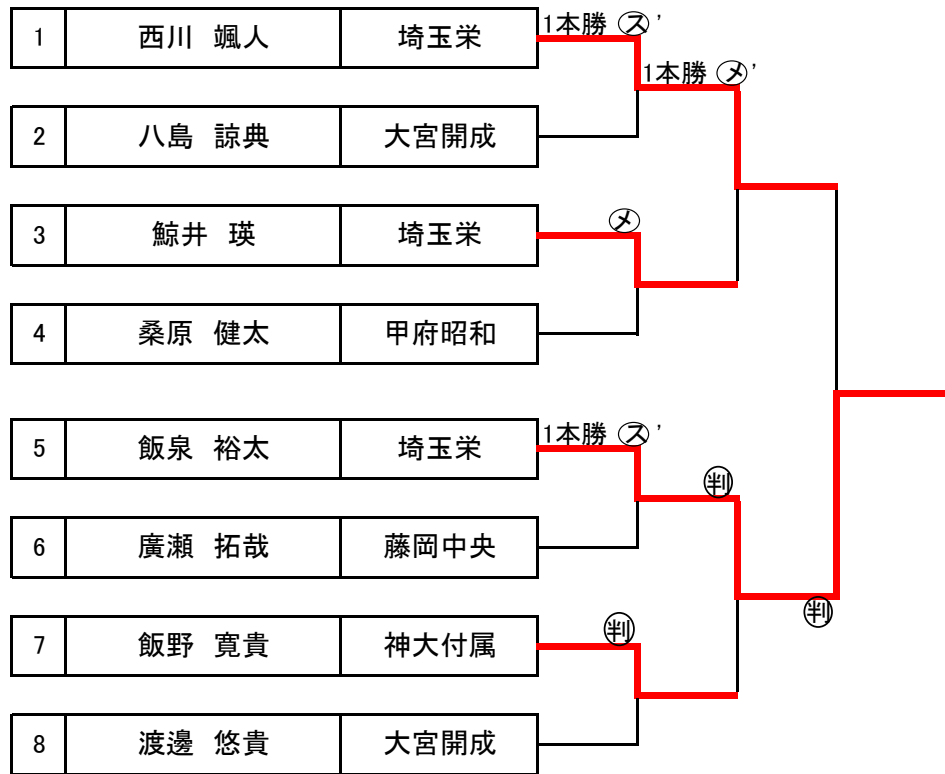 1 西川 颯人 埼玉栄
1本勝 ㋜ '
1本勝 ㋱ '
2 八島 諒典 大宮開成
3 鯨井 瑛 埼玉栄
㋱
4 桑原 健太 甲府昭和
5 飯泉 裕太 埼玉栄
1本勝 ㋜ '
判
6 廣瀬 拓哉 藤岡中央
判
7 飯野 寛貴 神大付属
判
8 渡邊 悠貴 大宮開成